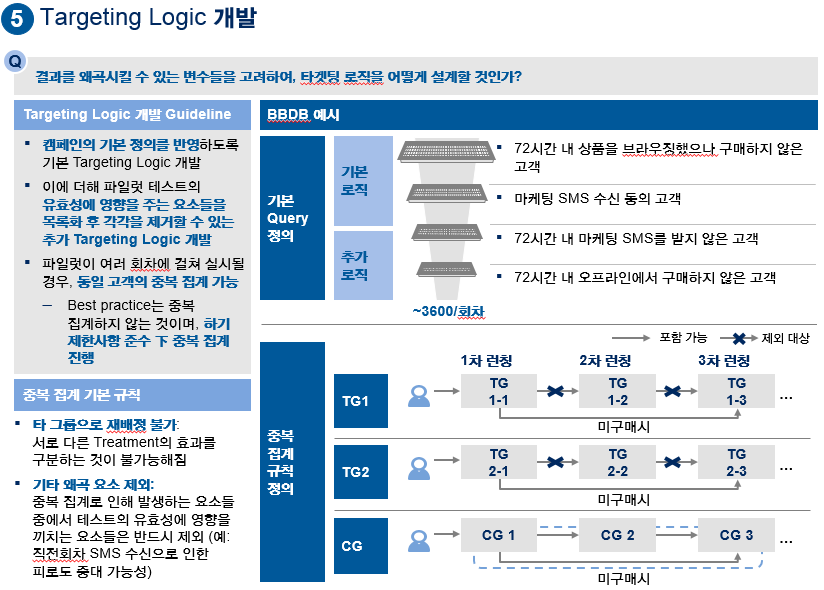 5 Targeting Logic 개발
Q
결과를 왜곡시킬 수 있는 변수들을 고려하여, 타겟팅 로직을 어떻게 설계할 것인가?
Targeting Logic 개발 Guideline
▪ 캠페인의 기본 정의를 반영하도록
기본 Targeting Logic 개발
▪ 이에 더해 파일럿 테스트의
유효성에 영향을 주는 요소들을
목록화 후 각각을 제거할 수 있는
추가 Targeting Logic 개발
▪ 파일럿이 여러 회차에 걸쳐 실시될
경우, 동일 고객의 중복 집계 가능
– Best practice는 중복
집계하지 않는 것이며, 하기
제한사항 준수 下 중복 집계
진행
중복 집계 기본 규칙
▪ 타 그룹으로 재배정 불가:
서로 다른 Treatment의 효과를
구분하는 것이 불가능해짐
▪ 기타 왜곡 요소 제외:
중복 집계로 인해 발생하는 요소들
중에서 테스트의 유효성에 영향을
끼치는 요소들은 반드시 제외 (예:
직전회차 SMS 수신으로 인한
피로도 증대 가능성)
BBDB 예시
기본
Query
정의
기본
로직
추가
로직
▪ 72시간 내 상품을 브라우징했으나 구매하지 않은
고객
▪ 마케팅 SMS 수신 동의 고객
▪ 72시간 내 마케팅 SMS를 받지 않은 고객
▪ 72시간 내 오프라인에서 구매하지 않은 고객
~3600/회차
포함 가능
제외 대상
중복
집계
규칙
정의
1차 런칭
2차 런칭
3차 런칭
TG1
TG
1-1
TG
1-2
TG
1-3
...
미구매시
TG2
TG
2-1
TG
2-2
TG
2-3
...
미구매시
CG
CG 1
CG 2
CG 3
...
미구매시